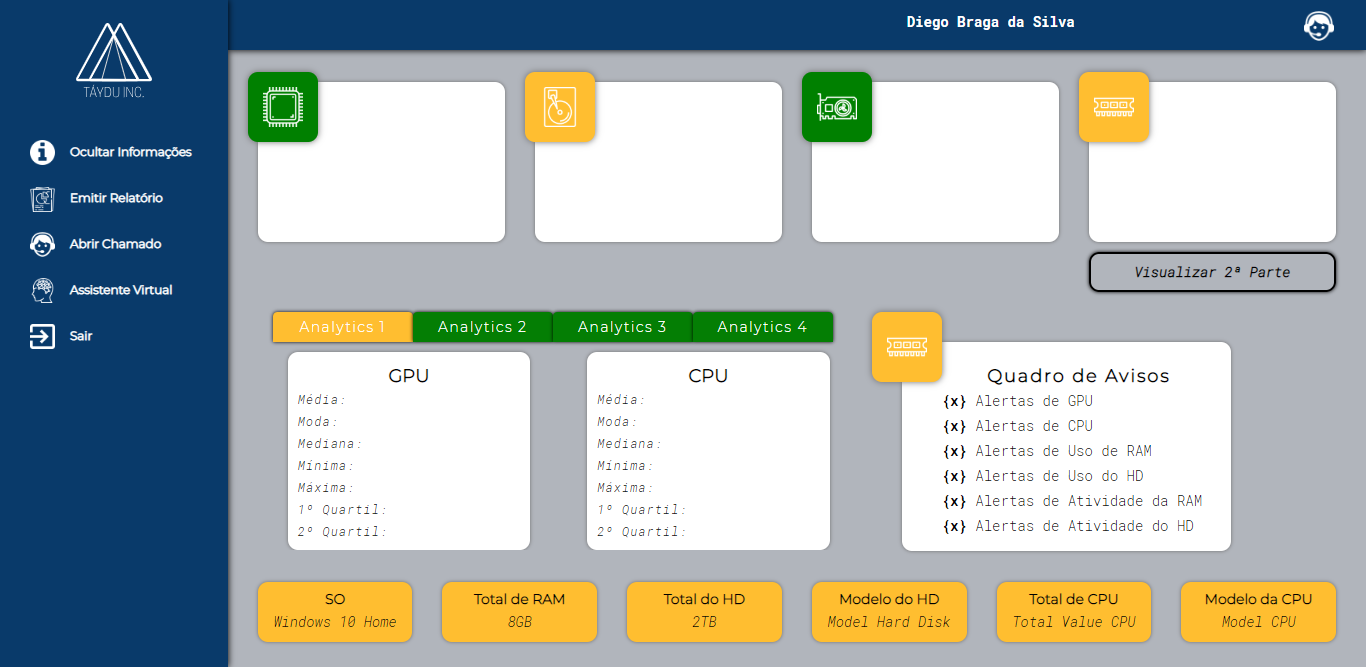 TÁYDU INC.
Diego Braga da Silva
Ocultar Informações
Emitir Relatório
Abrir Chamado
Assistente Virtual
Sair
Visualizar 2ª Parte
Analytics 1
Analytics 2
Analytics 3
Analytics 4
GPU
Média:
Moda:
Mediana:
Mínima:
Máxima:
1º Quartil:
2º Quartil:
CPU
Média:
Moda:
Mediana:
Mínima:
Máxima:
1º Quartil:
2º Quartil:
Quadro de Avisos
{x} Alertas de GPU
{x} Alertas de CPU
{x} Alertas de Uso de RAM
{x} Alertas de Uso do HD
{x} Alertas de Atividade da RAM
{x} Alertas de Atividade do HD
SO
Windows 10 Home
Total de RAM
8GB
Total do HD
2TB
Modelo do HD
Model Hard Disk
Total de CPU
Total Value CPU
Modelo da CPU
Model CPU